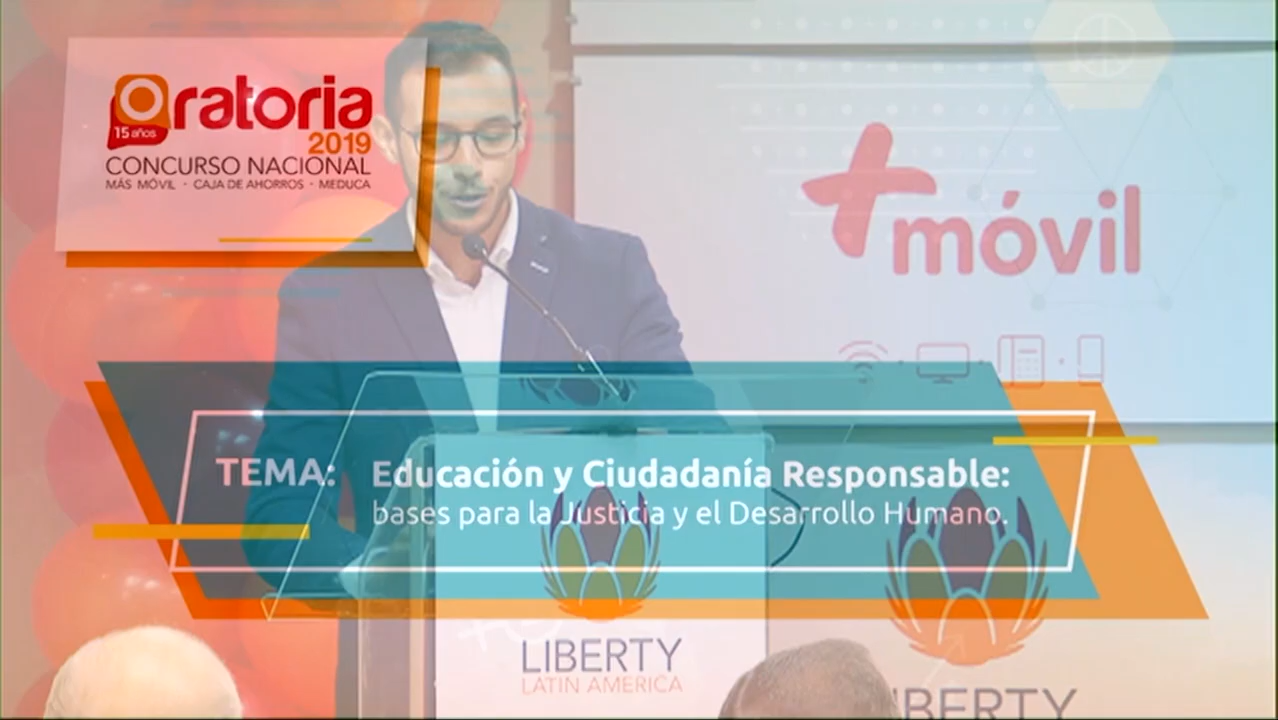 Oratoria
15 años
2019
CONCURSO NACIONAL
MÁS MÓVIL - CAJA DE AHORROS - MEDUCA
+móvil
TEMA: Educación y Ciudadanía Responsable:
bases para la Justicia y el Desarrollo Humano.
LIBERTY
LATIN AMERICA
LIBERTY